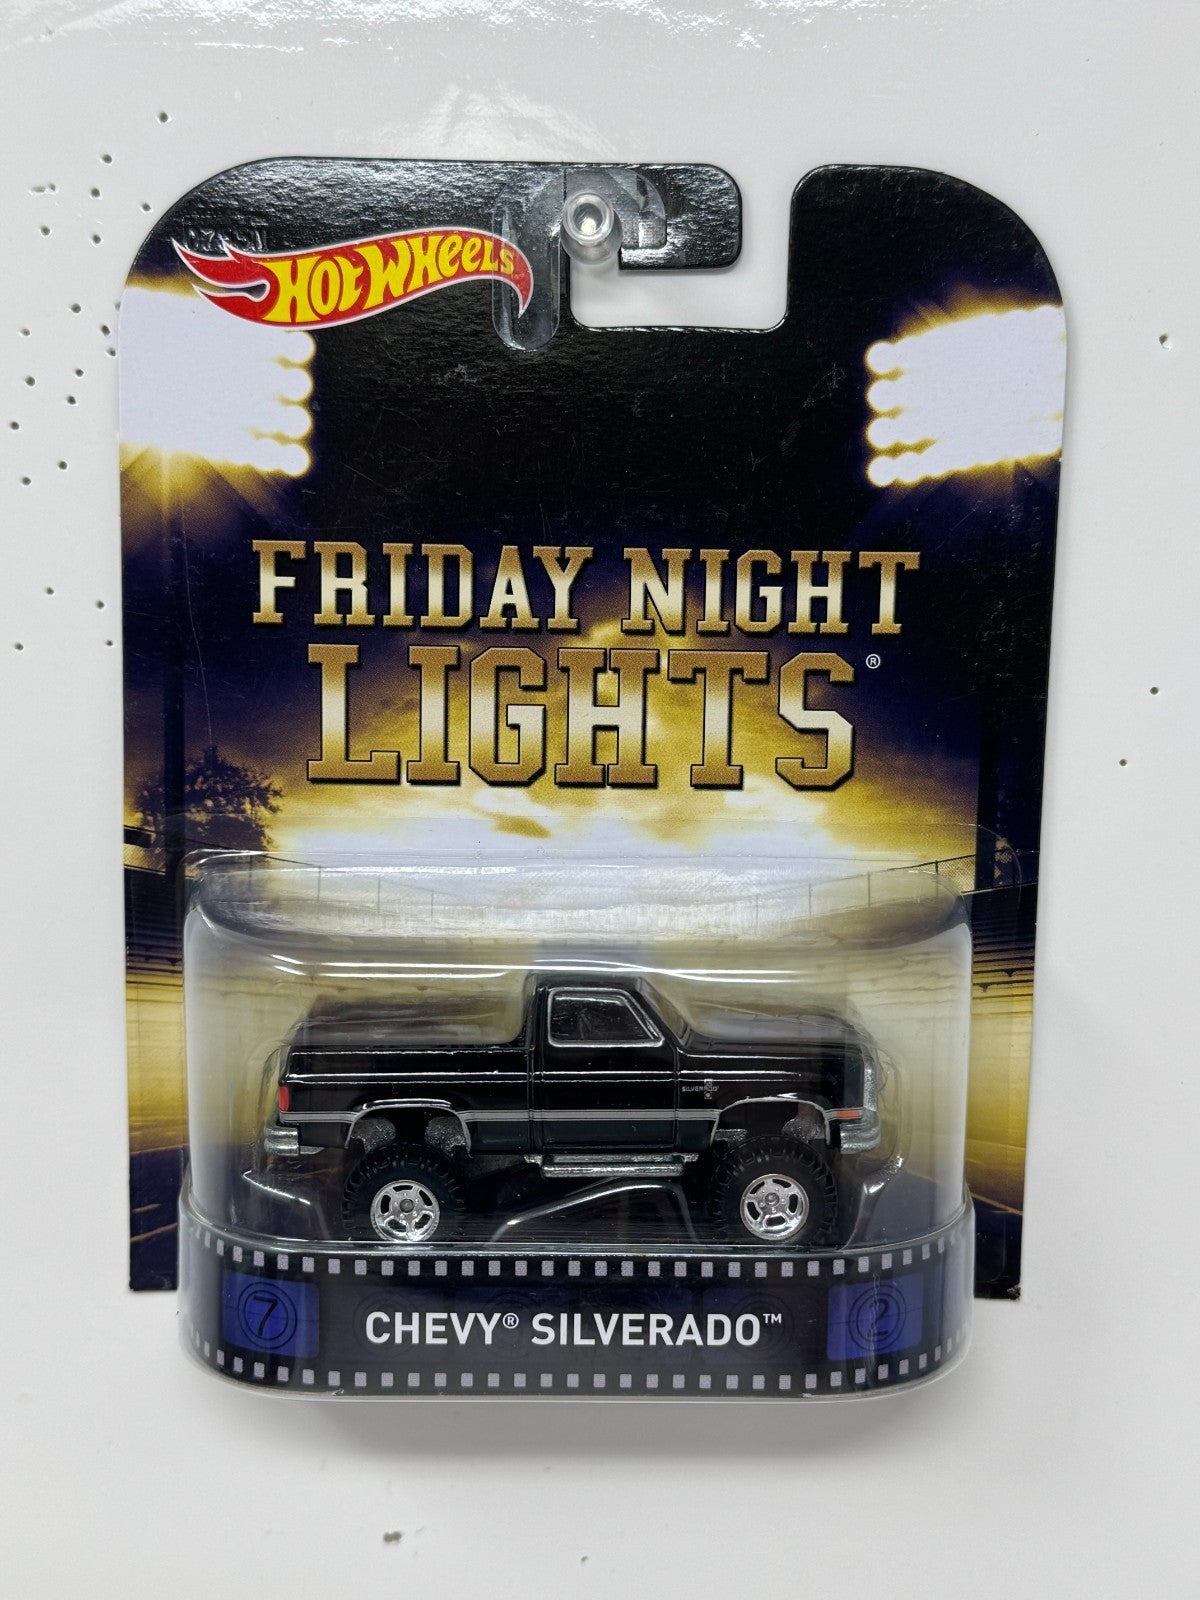 HOT WHEELS
FRIDAY NIGHT
LIGHTS®
SILVERADO
7
CHEVY® SILVERADO™
2